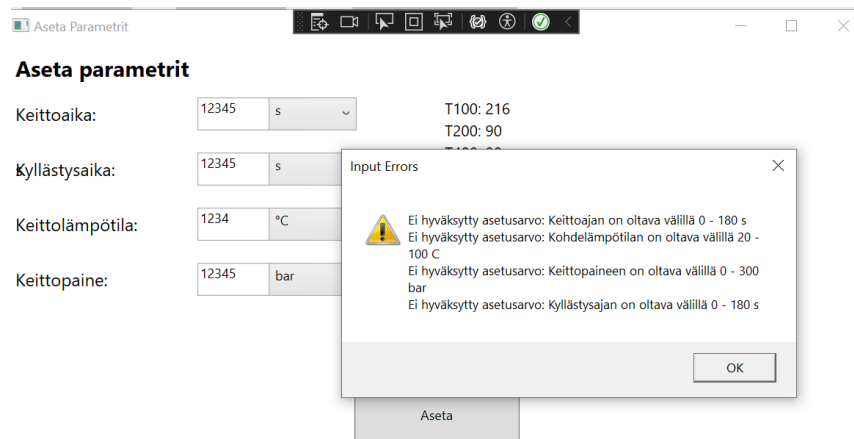 Aseta Parametrit
Aseta parametrit
Keittoaika:
12345
s
T100: 216
T200: 90
Kyllästysaika:
12345
s
Keittolämpötila:
1234
°C
Keittopaine:
12345
bar
Input Errors
Ei hyväksytty asetusarvo: Keittoajan on oltava välillä 0 - 180 s
Ei hyväksytty asetusarvo: Kohdelämpötilan on oltava välillä 20 -
100 C
Ei hyväksytty asetusarvo: Keittopaineen on oltava välillä 0 - 300
bar
Ei hyväksytty asetusarvo: Kyllästysajan on oltava välillä 0 - 180 s
OK
Aseta